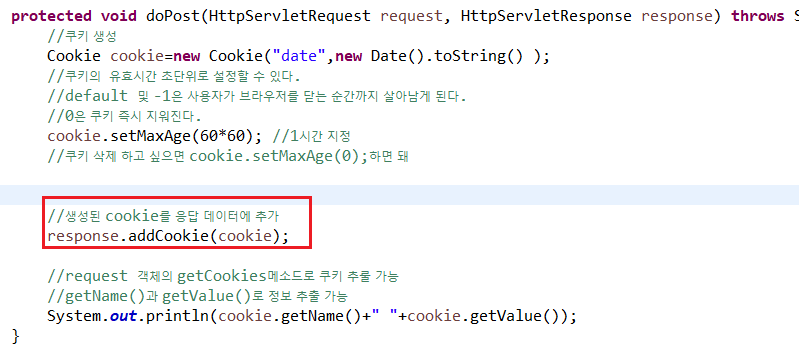 protected void doPost(HttpServletRequest request, HttpServletResponse response) throws S
//쿠키 생성
Cookie cookie=new Cookie("date",new Date().toString() );
//쿠키의 유효시간 초단위로 설정할 수 있다.
//default 및 -1은 사용자가 브라우저를 닫는 순간까지 살아남게 된다.
//0은 쿠키 즉시 지워진다.
cookie.setMaxAge(60*60); //1시간 지정
//쿠키 삭제 하고 싶으면 cookie.setMaxAge(0);하면 돼
//생성된 cookie를 응답 데이터에 추가
response.addCookie(cookie);
//request 객체의 getCookies메소드로 쿠키 추룰 가능
//getName()과 getValue()로 정보 추출 가능
System.out.println(cookie.getName()+" "+cookie.getValue());
}